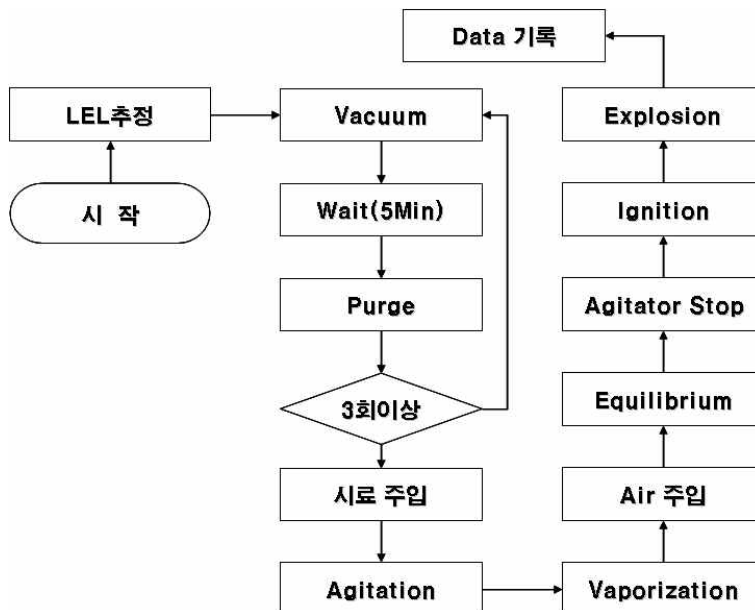 Data 기록
LEL추정
Vacuum
Explosion
시 작
Wait(5Min)
Ignition
Purge
Agitator Stop
3회이상
Equilibrium
시료 주입
Air 주입
Agitation
Vaporization